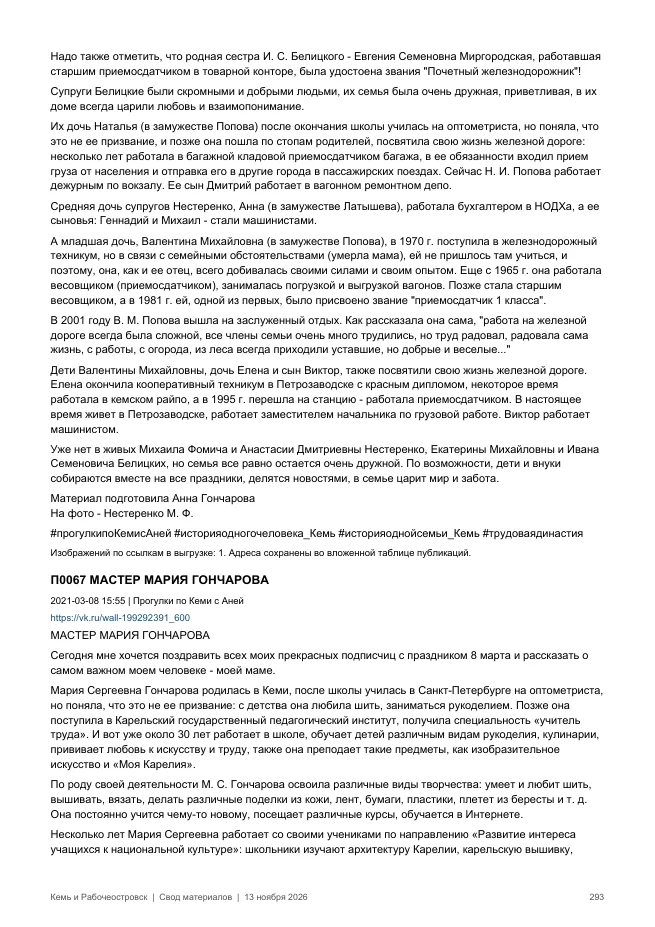 Надо также отметить, что родная сестра И. С. Белицкого - Евгения Семеновна Миргородская, работавшая
старшим приемосдатчиком в товарной конторе, была удостоена звания "Почетный железнодорожник"!
Супруги Белицкие были скромными и добрыми людьми, их семья была очень дружная, приветливая, в их
доме всегда царили любовь и взаимопонимание.
Их дочь Наталья (в замужестве Попова) после окончания школы училась на оптометриста, но поняла, что
это не ее призвание, и позже она пошла по стопам родителей, посвятила свою жизнь железной дороге:
несколько лет работала в багажной кладовой приемосдатчиком багажа, в ее обязанности входил прием
груза от населения и отправка его в другие города в пассажирских поездах. Сейчас Н. И. Попова работает
дежурным по вокзалу. Ее сын Дмитрий работает в вагонном ремонтном депо.
Средняя дочь супругов Нестеренко, Анна (в замужестве Латышева), работала бухгалтером в НОДХа, а ее
сыновья: Геннадий и Михаил - стали машинистами.
А младшая дочь, Валентина Михайловна (в замужестве Попова), в 1970 г. поступила в железнодорожный
техникум, но в связи с семейными обстоятельствами (умерла мама), ей не пришлось там учиться, и
поэтому, она, как и ее отец, всего добивалась своими силами и своим опытом. Еще с 1965 г. она работала
весовщиком (приемосдатчиком), занималась погрузкой и выгрузкой вагонов. Позже стала старшим
весовщиком, а в 1981 г. ей, одной из первых, было присвоено звание "приемосдатчик 1 класса".
В 2001 году В. М. Попова вышла на заслуженный отдых. Как рассказала она сама, "работа на железной
дороге всегда была сложной, все члены семьи очень много трудились, но труд радовал, радовала сама
жизнь, с работы, с огорода, из леса всегда приходили уставшие, но добрые и веселые..."
Дети Валентины Михайловны, дочь Елена и сын Виктор, также посвятили свою жизнь железной дороге.
Елена окончила кооперативный техникум в Петрозаводске с красным дипломом, некоторое время
работала в кемском райпо, а в 1995 г. перешла на станцию - работала приемосдатчиком. В настоящее
время живет в Петрозаводске, работает заместителем начальника по грузовой работе. Виктор работает
машинистом.
Уже нет в живых Михаила Фомича и Анастасии Дмитриевны Нестеренко, Екатерины Михайловны и Ивана
Семеновича Белицких, но семья все равно остается очень дружной. По возможности, дети и внуки
собираются вместе на все праздники, делятся новостями, в семье царит мир и забота.
Материал подготовила Анна Гончарова
На фото - Нестеренко М. Ф.
#прогулкипоКемисАней #историяодногочеловека_Кемь #историяоднойсемьи_Кемь #трудоваядинастия
Изображений по ссылкам в выгрузке: 1. Адреса сохранены во вложенной таблице публикаций.
П0067 МАСТЕР МАРИЯ ГОНЧАРОВА
2021-03-08 15:55 | Прогулки по Кеми с Аней
https://vk.ru/wall-199292391_600
МАСТЕР МАРИЯ ГОНЧАРОВА
Сегодня мне хочется поздравить всех моих прекрасных подписчиц с праздником 8 марта и рассказать о
самом важном моем человеке - моей маме.
Мария Сергеевна Гончарова родилась в Кеми, после школы училась в Санкт-Петербурге на оптометриста,
но поняла, что это не ее призвание: с детства она любила шить, заниматься рукоделием. Позже она
поступила в Карельский государственный педагогический институт, получила специальность «учитель
труда». И вот уже около 30 лет работает в школе, обучает детей различным видам рукоделия, кулинарии,
прививает любовь к искусству и труду, также она преподает такие предметы, как изобразительное
искусство и «Моя Карелия».
По роду своей деятельности М. С. Гончарова освоила различные виды творчества: умеет и любит шить,
вышивать, вязать, делать различные поделки из кожи, лент, бумаги, пластики, плетет из бересты и т. д.
Она постоянно учится чему-то новому, посещает различные курсы, обучается в Интернете.
Несколько лет Мария Сергеевна работает со своими учениками по направлению «Развитие интереса
учащихся к национальной культуре»: школьники изучают архитектуру Карелии, карельскую вышивку,
Кемь и Рабочеостровск | Свод материалов | 13 ноября 2026
293